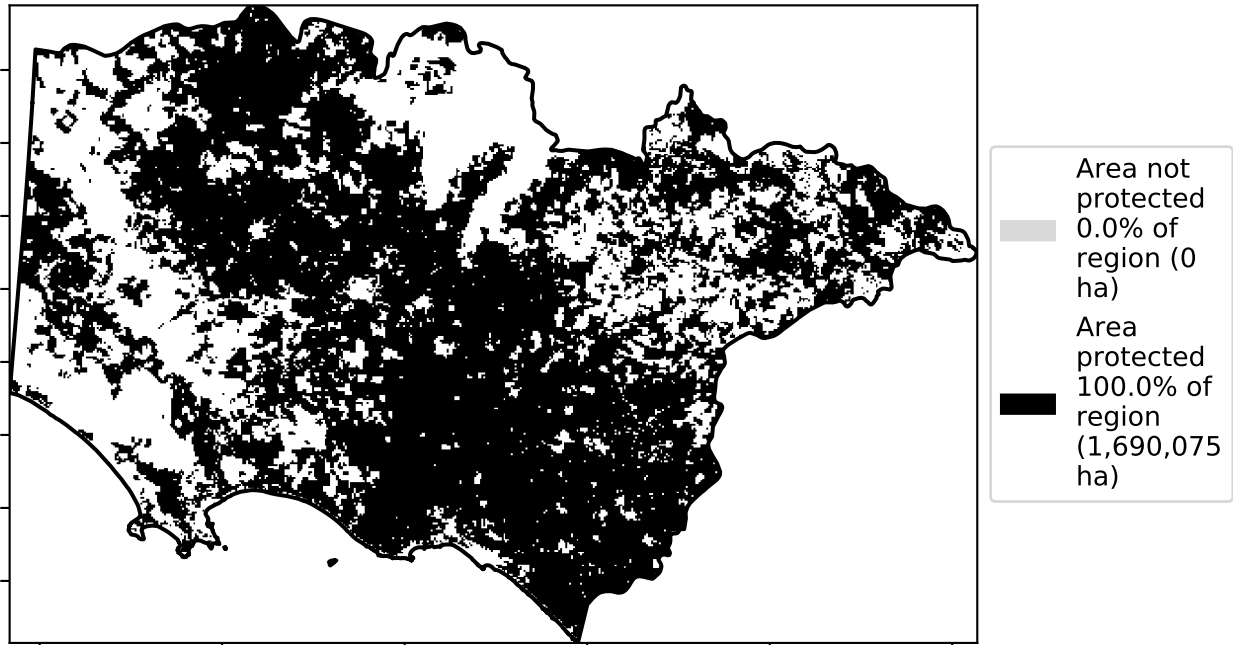 Area not
protected
0.0% of
region (0
ha)
Area
protected
100.0% of
region
(1,690,075
ha)